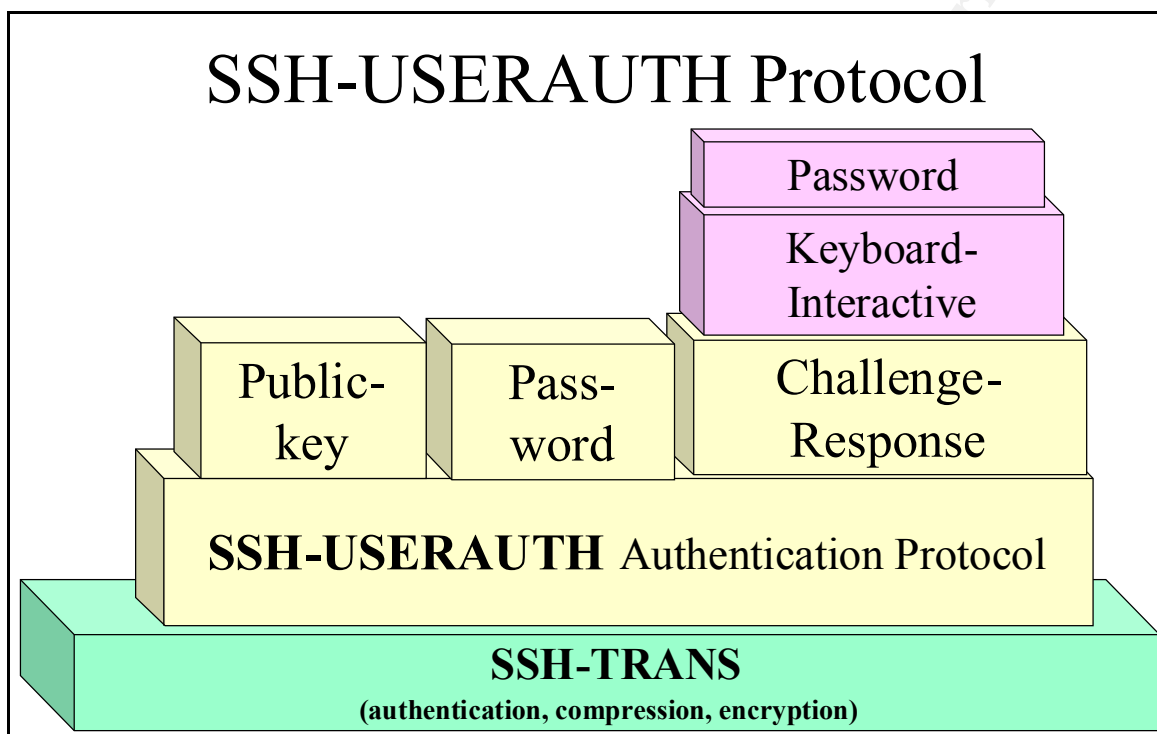 SSH-USERAUTH Protocol
Password
Keyboard-
Interactive
Public-
key
Pass-
word
Challenge-
Response
SSH-USERAUTH Authentication Protocol
SSH-TRANS
(authentication, compression, encryption)